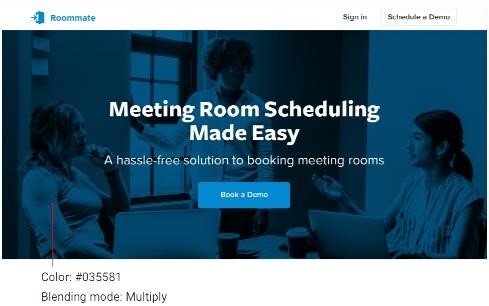 Roommate
Sign in
Schedule a Demo
Meeting Room Scheduling
Made Easy
A hassle-free solution to booking meeting rooms
Book a Demo
Color: #035581
Blending mode: Multiply